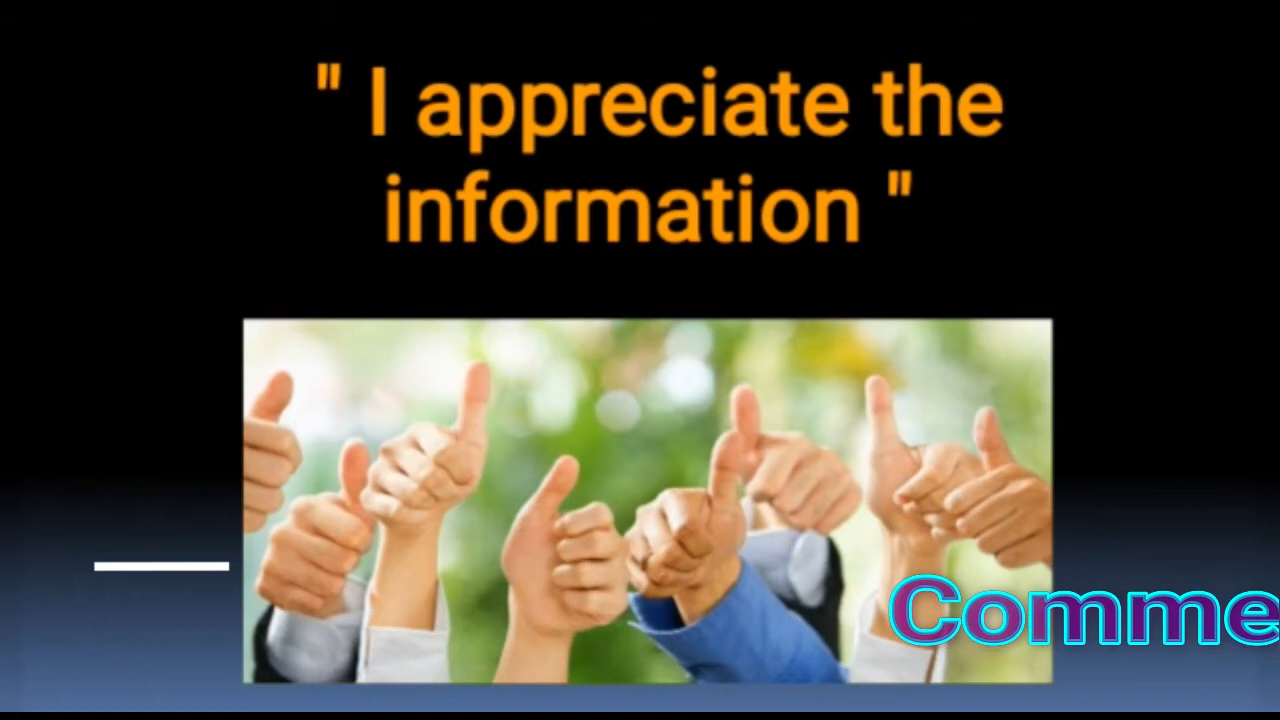 " I appreciate the
information "
Comme